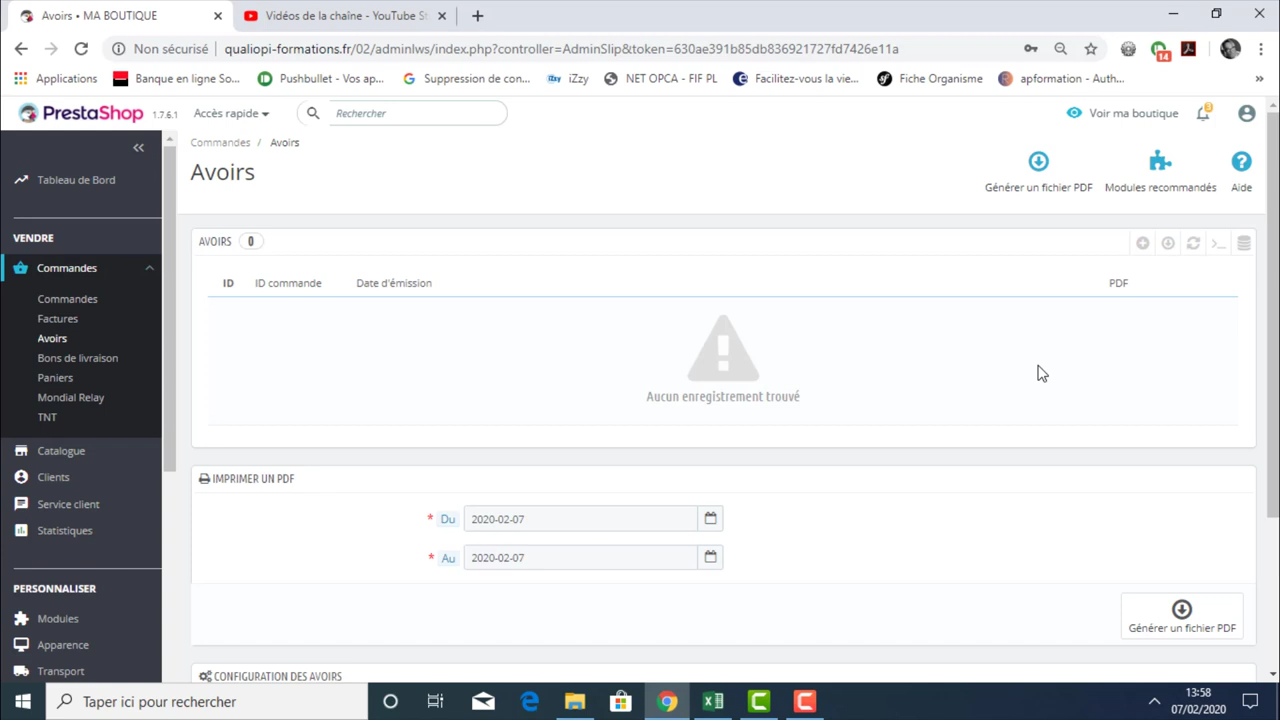 Avoirs • MA BOUTIQUE
Vidéos de la chaîne - YouTube St
Non sécurisé
qualiopi-formations.fr/02/adminlws/index.php?controller=AdminSlip&token=630ae391b85db836921727fd7426e11a
14
Applications
Banque en ligne So...
Pushbullet - Vos ap...
Suppression de con...
iZzy
NET OPCA - FIF PL
Facilitez-vous la vie...
Fiche Organisme
apformation - Auth...
»
PrestaShop
1.7.6.1
Accès rapide
Rechercher
Voir ma boutique
3
Commandes / Avoirs
Avoirs
Générer un fichier PDF
Modules recommandés
Aide
Tableau de Bord
VENDRE
Commandes
Commandes
Factures
Avoirs
Bons de livraison
Paniers
Mondial Relay
TNT
Catalogue
Clients
Service client
Statistiques
PERSONNALISER
Modules
Apparence
Transport
AVOIRS 0
ID
ID commande
Date d'émission
PDF
Aucun enregistrement trouvé
IMPRIMER UN PDF
* Du 2020-02-07
* Au 2020-02-07
Générer un fichier PDF
CONFIGURATION DES AVOIRS
Taper ici pour rechercher
13:58
07/02/2020